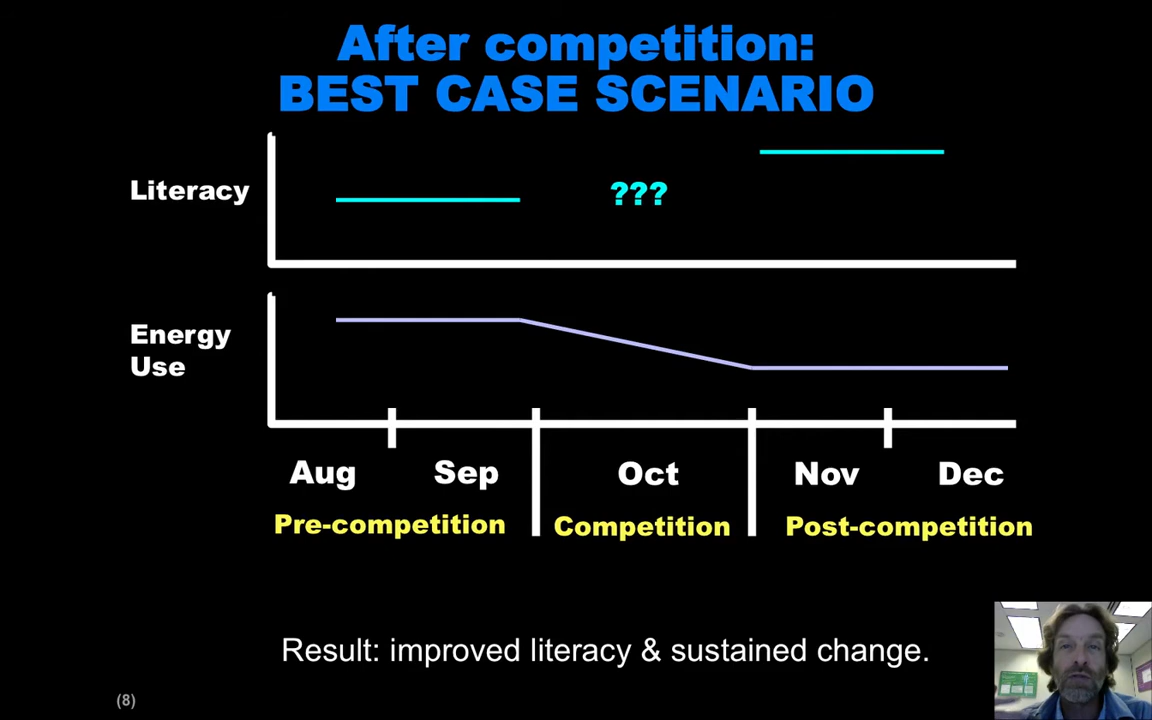 After competition:
BEST CASE SCENARIO
Literacy
???
Energy
Use
Aug Sep Oct Nov Dec
Pre-competition Competition Post-competition
Result: improved literacy & sustained change.
(8)